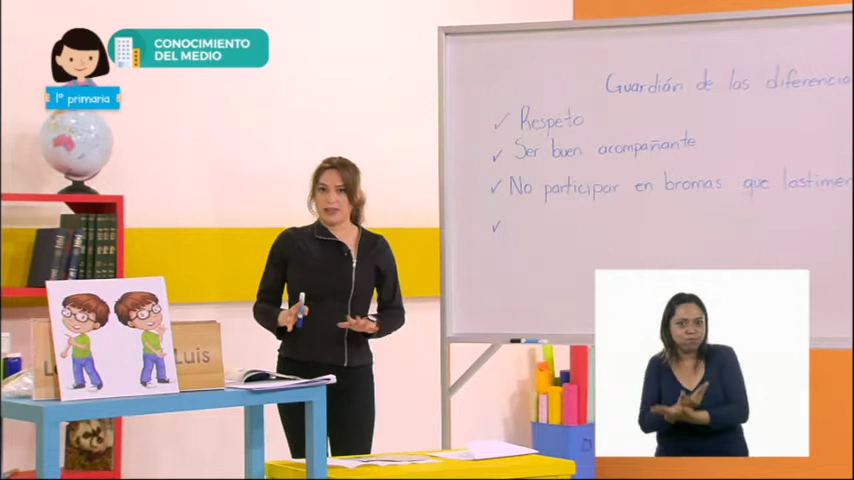 CONOCIMIENTO
DEL MEDIO
1° primaria
Guardián de las diferencia
✓ Respeto
✓ Ser buen acompañante
✓ No participar en bromas que lastimen
✓
L
Luis